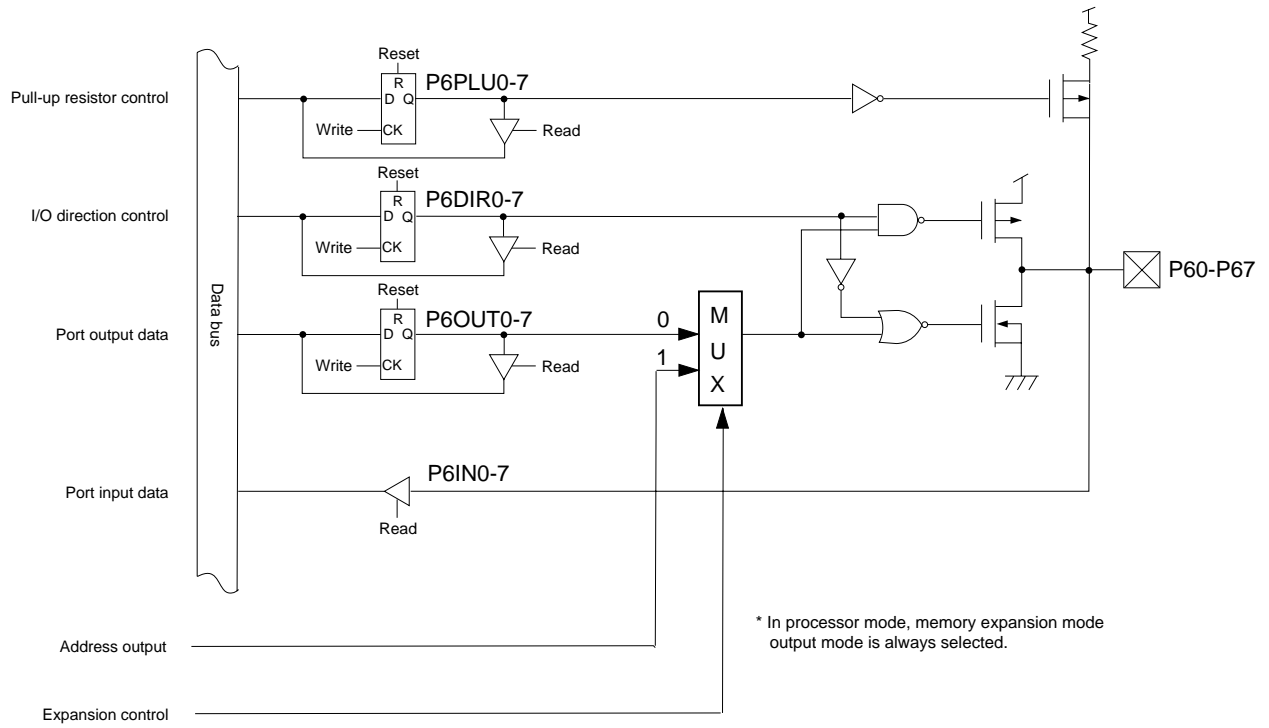 Reset
Pull-up resistor control
R
D Q
P6PLU0-7
Write
CK
Read
Reset
I/O direction control
R
D Q
P6DIR0-7
Write
CK
Read
P60-P67
Data bus
Reset
Port output data
R
D Q
P6OUT0-7
Write
CK
Read
0
1
M
U
X
Port input data
P6IN0-7
Read
* In processor mode, memory expansion mode
output mode is always selected.
Address output
Expansion control